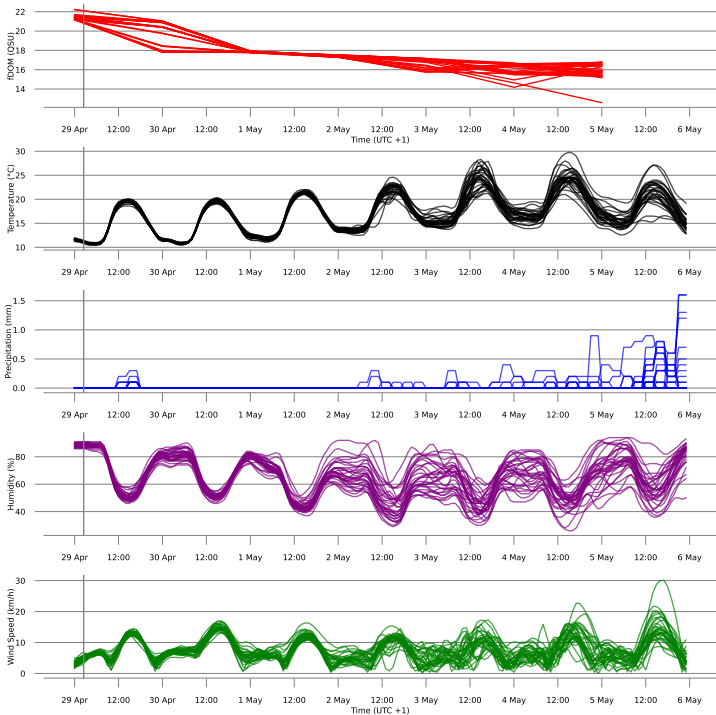 22
20
18
16
14
fDOM (QSU)
29 Apr 12:00 30 Apr 12:00 1 May 12:00 2 May 12:00 3 May 12:00 4 May 12:00 5 May 12:00 6 May
Time (UTC +1)
30
25
20
15
10
Temperature (°C)
29 Apr 12:00 30 Apr 12:00 1 May 12:00 2 May 12:00 3 May 12:00 4 May 12:00 5 May 12:00 6 May
1.5
1.0
0.5
0.0
Precipitation (mm)
29 Apr 12:00 30 Apr 12:00 1 May 12:00 2 May 12:00 3 May 12:00 4 May 12:00 5 May 12:00 6 May
80
60
40
Humidity (%)
29 Apr 12:00 30 Apr 12:00 1 May 12:00 2 May 12:00 3 May 12:00 4 May 12:00 5 May 12:00 6 May
30
20
10
0
Wind Speed (km/h)
29 Apr 12:00 30 Apr 12:00 1 May 12:00 2 May 12:00 3 May 12:00 4 May 12:00 5 May 12:00 6 May
Time (UTC +1)